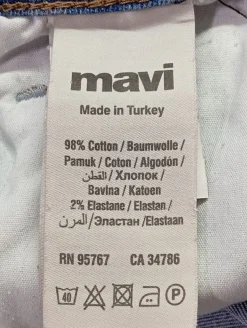 mavi
Made in Turkey
98% Cotton / Baumwolle /
Pamuk / Coton / Algodón /
القطن / Хлопок /
Bavina / Katoen
2% Elastane / Elastan /
المرن/Эластан/Elastaan
RN 95767 CA 34786
40 A P